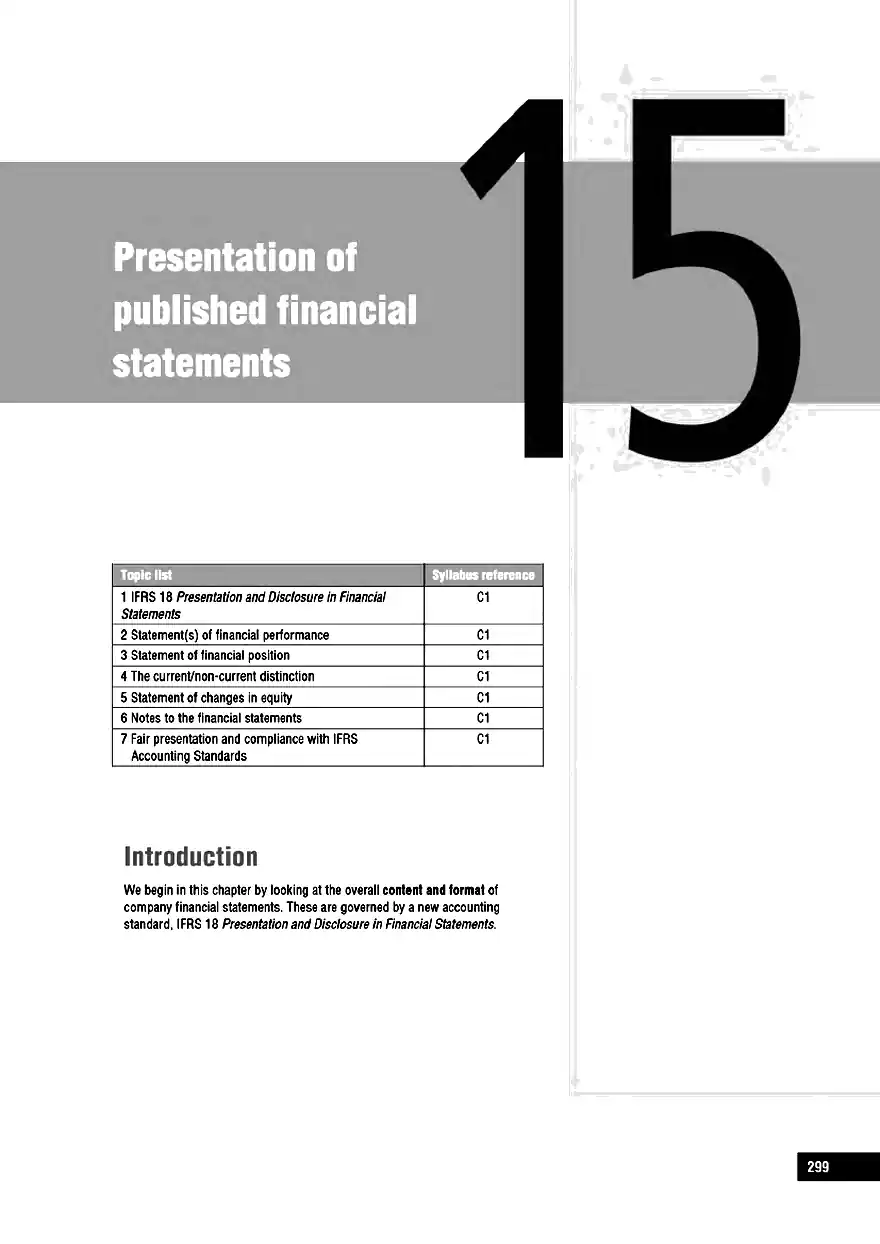 15
Presentation of
published financial
statements
Topic list Syllabus reference
1 IFRS 18 Presentation and Disclosure in Financial C1
Statements
2 Statement(s) of financial performance C1
3 Statement of financial position C1
4 The current/non-current distinction C1
5 Statement of changes in equity C1
6 Notes to the financial statements C1
7 Fair presentation and compliance with IFRS C1
Accounting Standards
Introduction
We begin in this chapter by looking at the overall content and format of
company financial statements. These are governed by a new accounting
standard, IFRS 18 Presentation and Disclosure in Financial Statements.
299